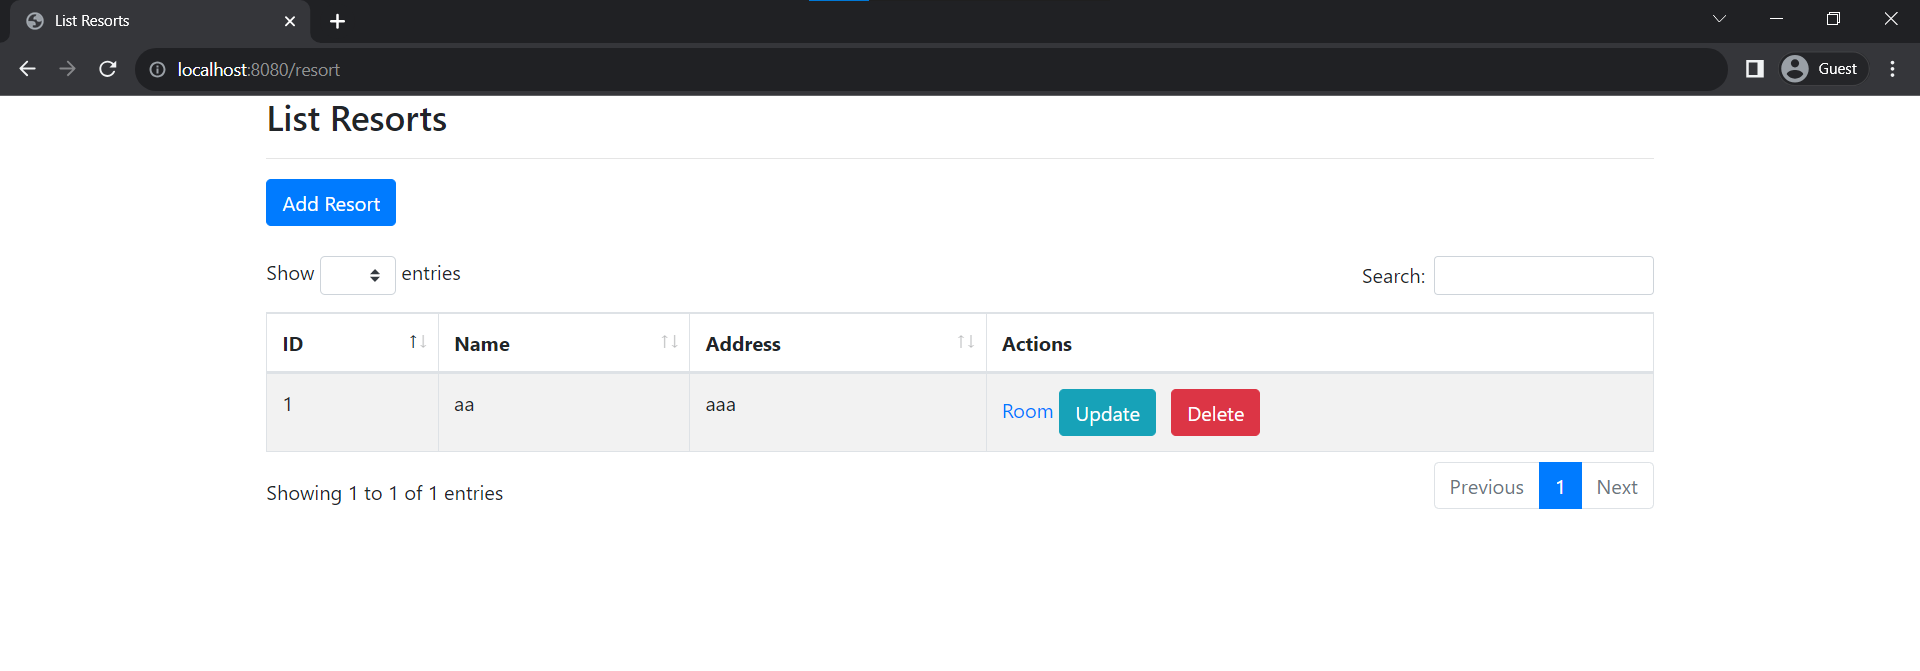 List Resorts
localhost:8080/resort
Guest
List Resorts
Add Resort
Show entries
Search:
ID Name Address Actions
1 aa aaa Room Update Delete
Showing 1 to 1 of 1 entries
Previous 1 Next